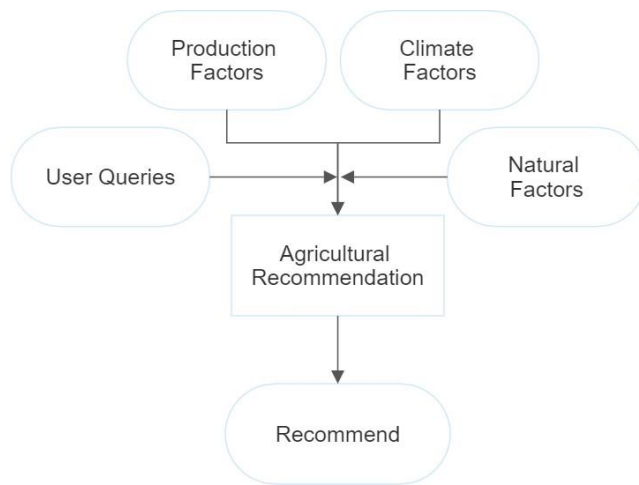 Production
Factors
Climate
Factors
User Queries
Natural
Factors
Agricultural
Recommendation
Recommend